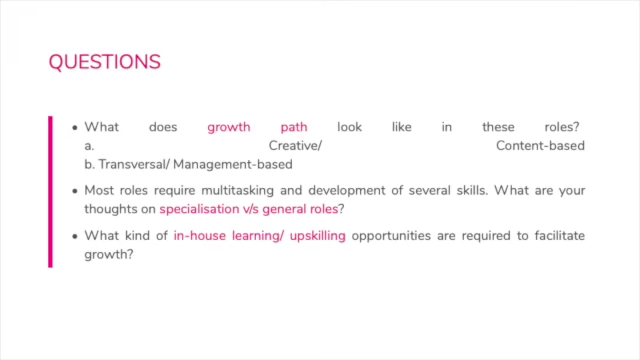 QUESTIONS
• What does growth path look like in these roles?
a. Creative/ Content-based
b. Transversal/ Management-based
• Most roles require multitasking and development of several skills. What are your
thoughts on specialisation v/s general roles?
• What kind of in-house learning/ upskilling opportunities are required to facilitate
growth?